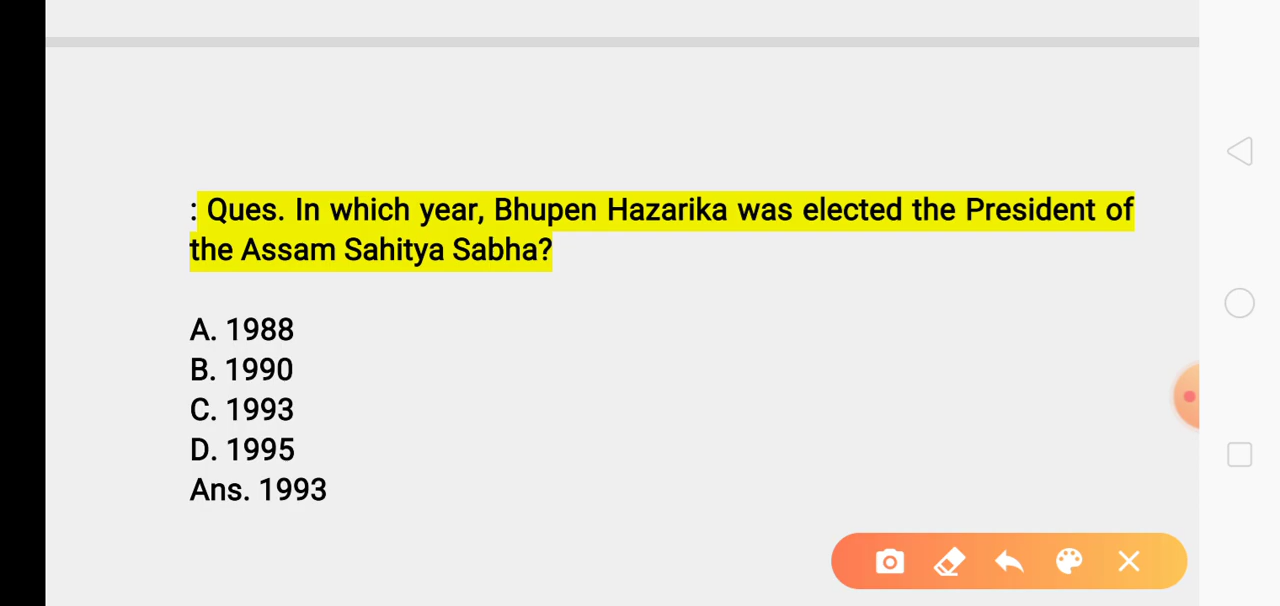 : Ques. In which year, Bhupen Hazarika was elected the President of
the Assam Sahitya Sabha?
A. 1988
B. 1990
C. 1993
D. 1995
Ans. 1993